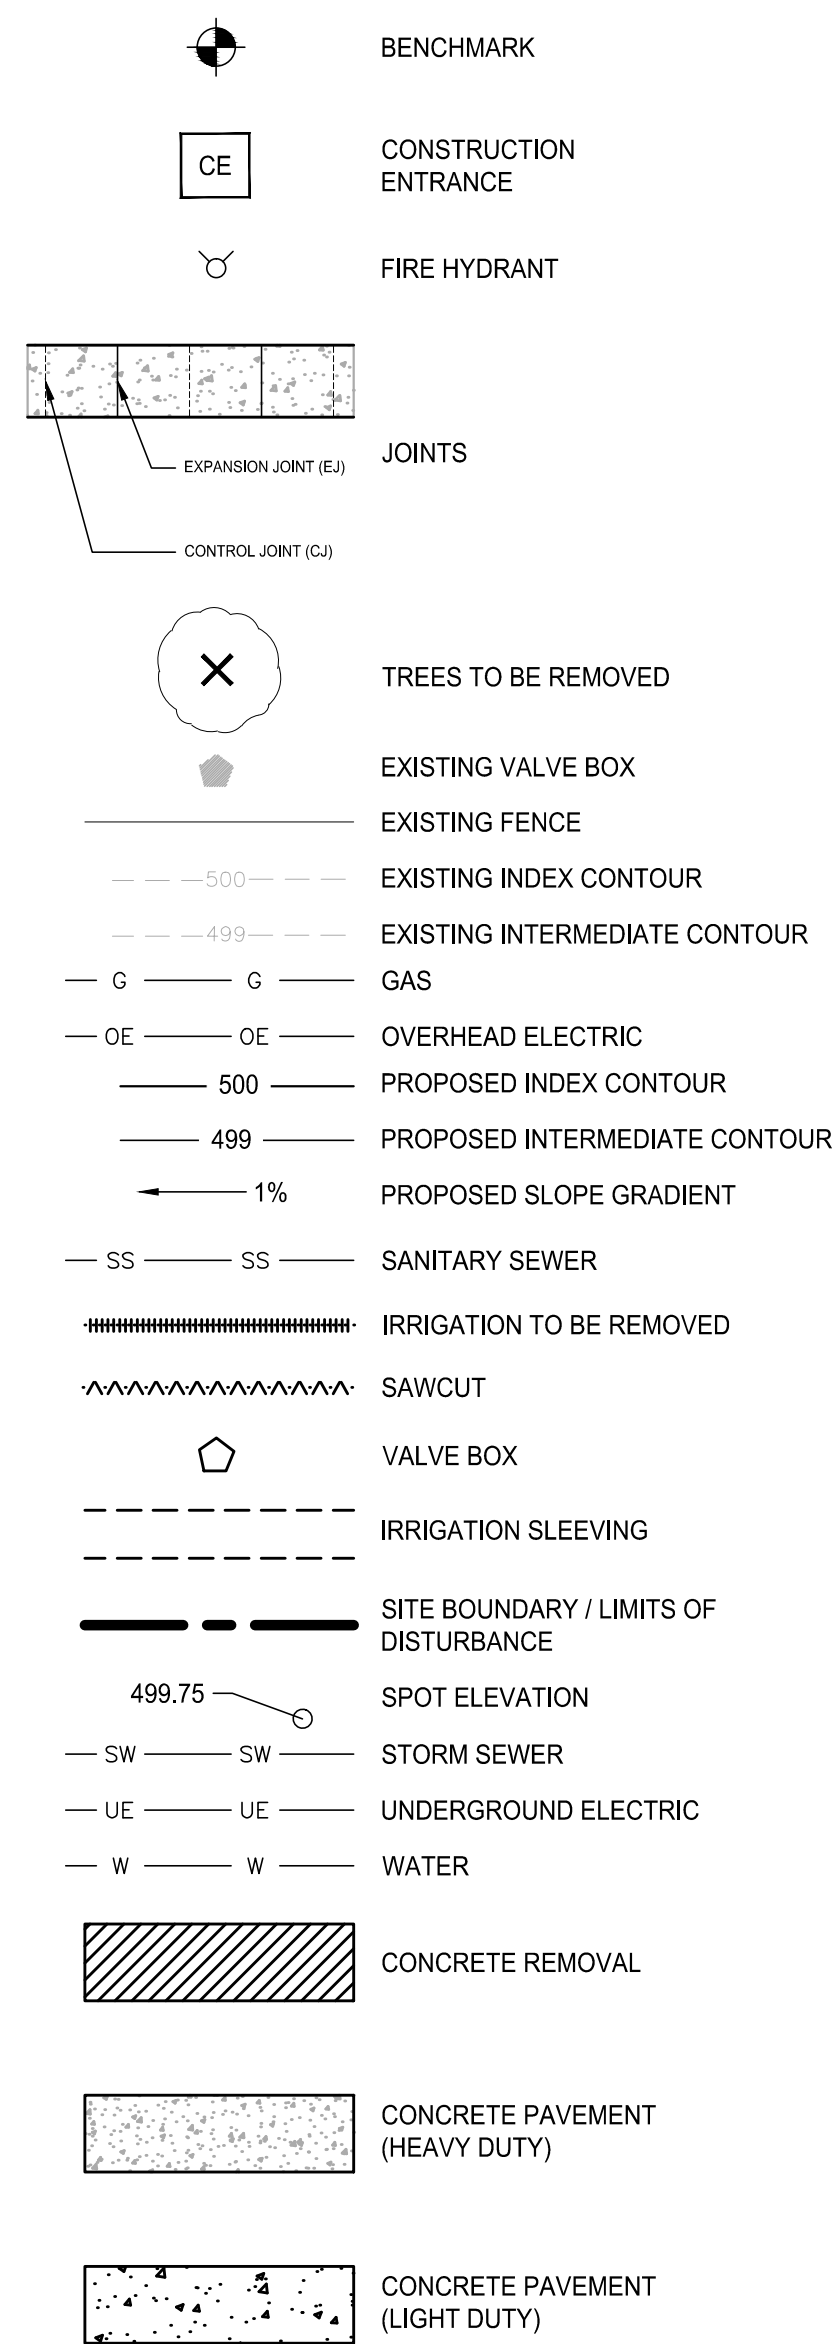 BENCHMARK
CE
CONSTRUCTION
ENTRANCE
FIRE HYDRANT
EXPANSION JOINT (EJ)
JOINTS
CONTROL JOINT (CJ)
TREES TO BE REMOVED
EXISTING VALVE BOX
EXISTING FENCE
500 EXISTING INDEX CONTOUR
499 EXISTING INTERMEDIATE CONTOUR
G G GAS
OE OE OVERHEAD ELECTRIC
500 PROPOSED INDEX CONTOUR
499 PROPOSED INTERMEDIATE CONTOUR
1% PROPOSED SLOPE GRADIENT
SS SS SANITARY SEWER
IRRIGATION TO BE REMOVED
SAWCUT
VALVE BOX
IRRIGATION SLEEVING
SITE BOUNDARY / LIMITS OF
DISTURBANCE
499.75 SPOT ELEVATION
SW SW STORM SEWER
UE UE UNDERGROUND ELECTRIC
W W WATER
CONCRETE REMOVAL
CONCRETE PAVEMENT
(HEAVY DUTY)
CONCRETE PAVEMENT
(LIGHT DUTY)